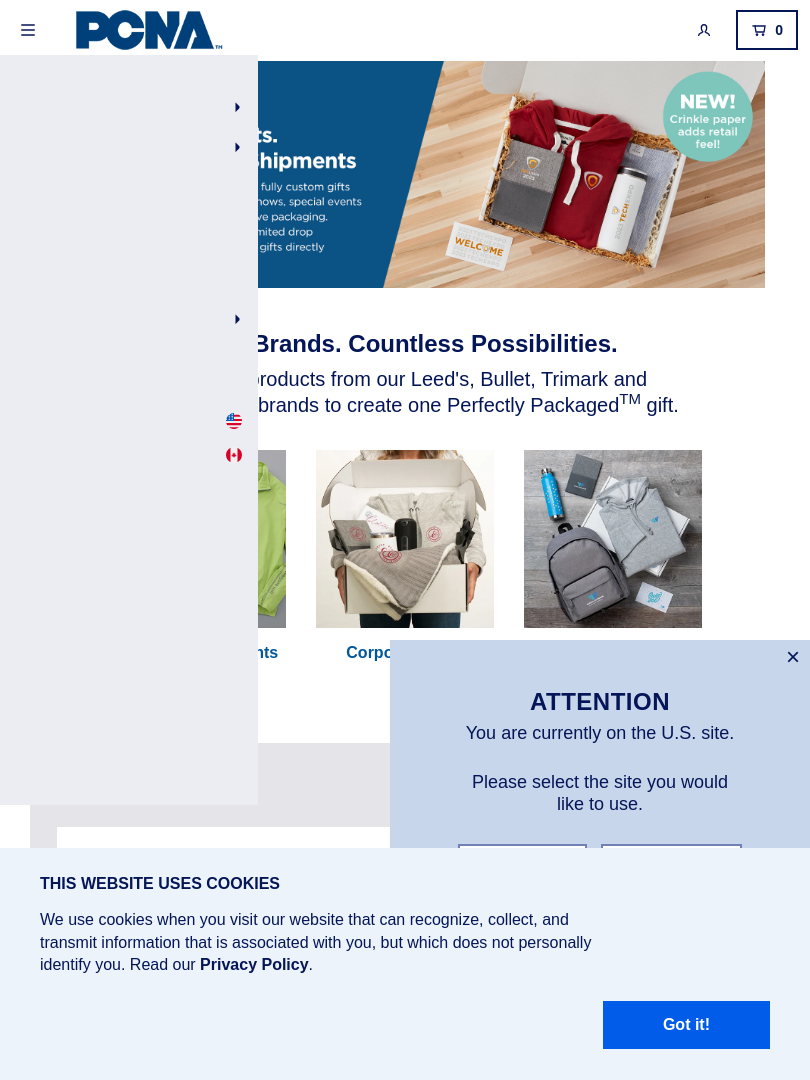 PCNA TM
0
ts.
Shipments
fully custom gifts
hows, special events
ve packaging.
mited drop
gifts directly
NEW!
Crinkle paper
adds retail
feel!
WELCOME
Brands. Countless Possibilities.
products from our Leed's, Bullet, Trimark and
brands to create one Perfectly PackagedTM gift.
nts
Corpo
×
ATTENTION
You are currently on the U.S. site.
Please select the site you would
like to use.
THIS WEBSITE USES COOKIES
We use cookies when you visit our website that can recognize, collect, and
transmit information that is associated with you, but which does not personally
identify you. Read our Privacy Policy.
Got it!